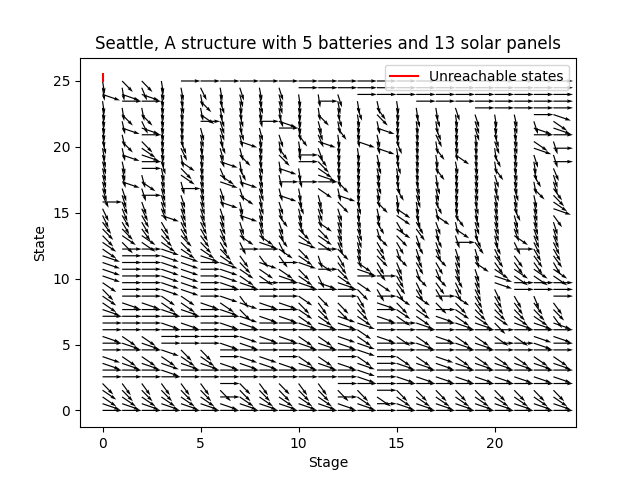 Seattle, A structure with 5 batteries and 13 solar panels
Unreachable states
25
20
15
10
5
0
State
0 5 10 15 20
Stage